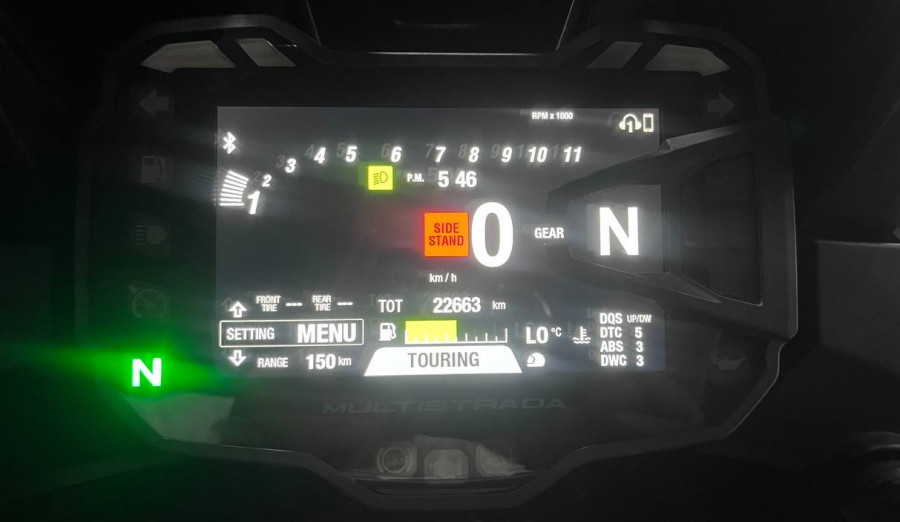 RPM x 1000
1
1 2 3 4 5 6 7 8 9 10 11
P.M. 5 46
SIDE
STAND
0
GEAR N
km / h
FRONT
TIRE --
REAR
TIRE --
TOT 22663 km
SETTING MENU
LO °C
DQS UP/DW
DTC 5
ABS 3
DWC 3
RANGE 150 km
TOURING
N
MULTISTRADA